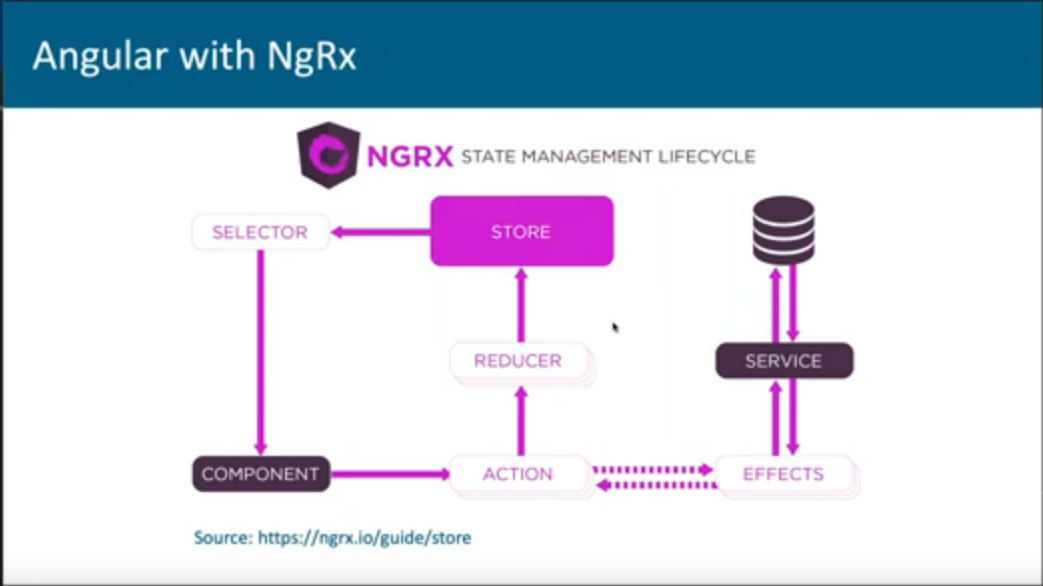 Angular with NgRx
NGRX STATE MANAGEMENT LIFECYCLE
SELECTOR
STORE
REDUCER
SERVICE
COMPONENT
ACTION
EFFECTS
Source: https://ngrx.io/guide/store